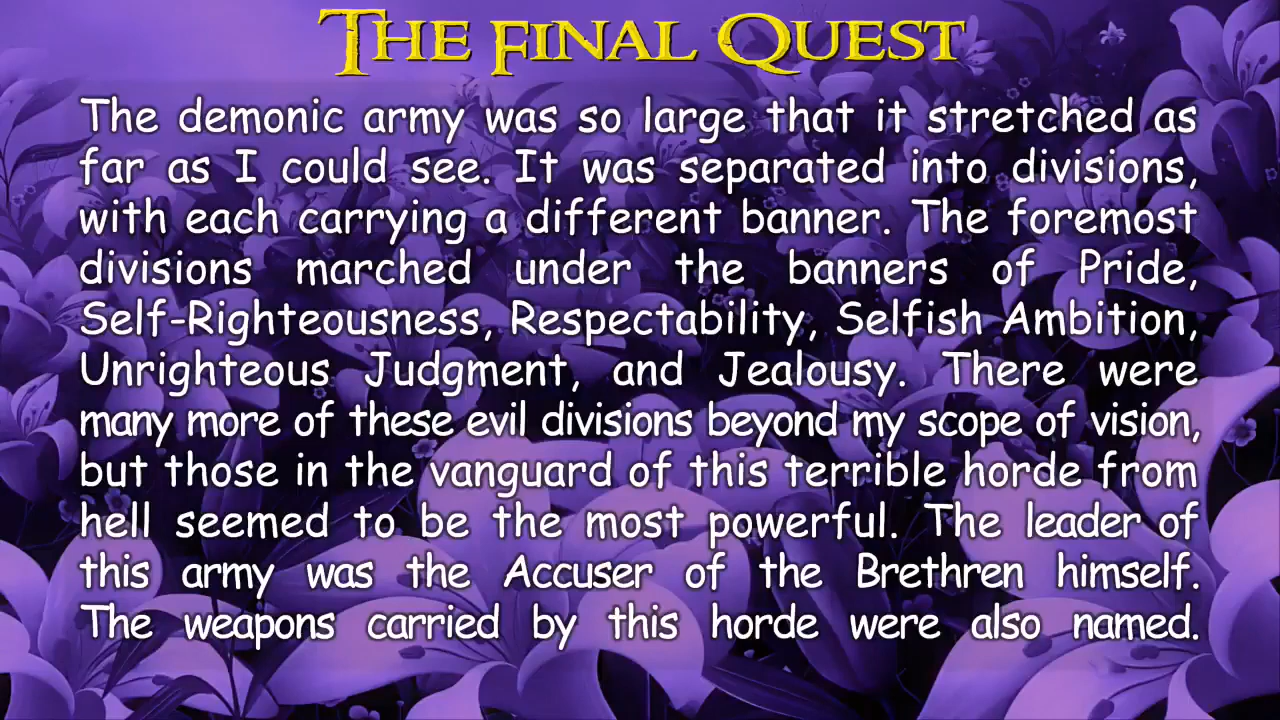 The Final Quest
The demonic army was so large that it stretched as
far as I could see. It was separated into divisions,
with each carrying a different banner. The foremost
divisions marched under the banners of Pride,
Self-Righteousness, Respectability, Selfish Ambition,
Unrighteous Judgment, and Jealousy. There were
many more of these evil divisions beyond my scope of vision,
but those in the vanguard of this terrible horde from
hell seemed to be the most powerful. The leader of
this army was the Accuser of the Brethren himself.
The weapons carried by this horde were also named.